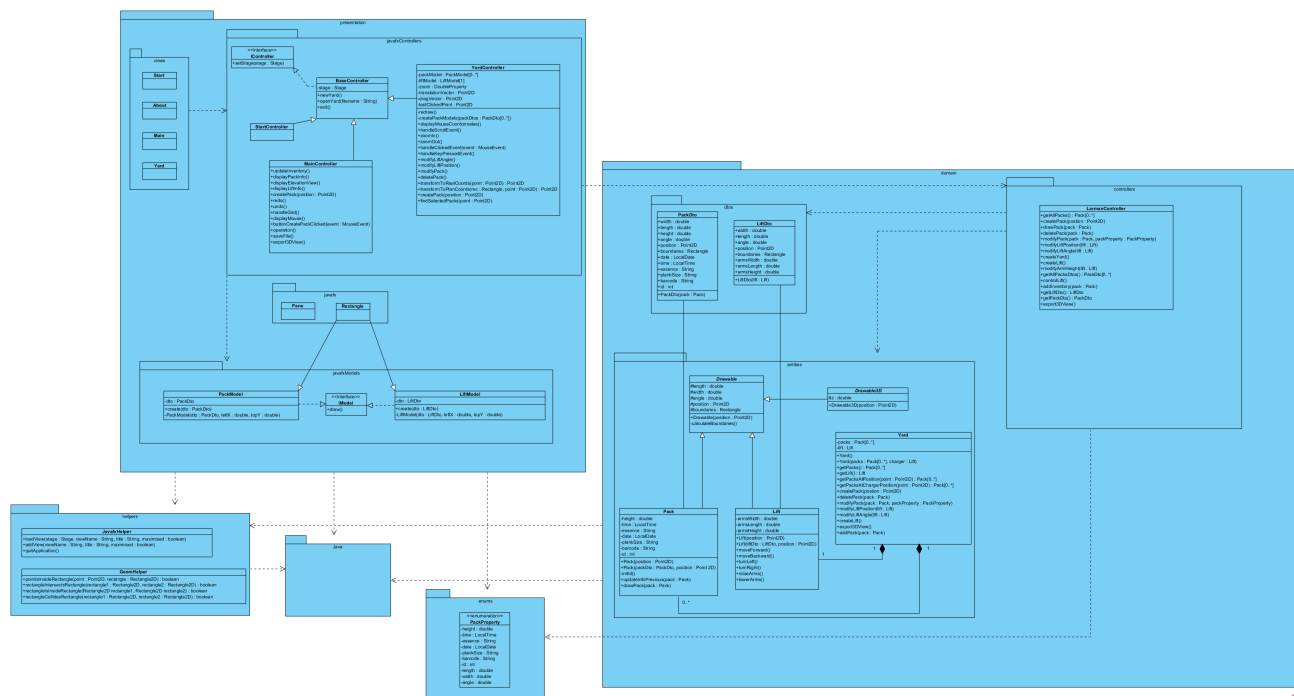 presentation
views
Start
About
Main
Yard
javafxControllers
<<Interface>>
IController
+setStage(stage : Stage)
BaseController
-stage : Stage
+newYard()
+openYard(filename : String)
+exit()
StartController
YardController
-packModel : PackModel[0..*]
-liftModel : LiftModel[1]
-zoom : DoubleProperty
-translationVector : Point2D
-dragVector : Point2D
-lastClickedPoint : Point2D
+redraw()
-createPackModels(packDtos : PackDto[0..*])
+displayMouseCoordonnates()
+handleScrollEvent()
+zoomIn()
+zoomOut()
+handleClickedEvent(event : MouseEvent)
+handleKeyPressedEvent()
+modifyLiftAngle()
+modifyLiftPosition()
+modifyPack()
+deletePack()
+transformToRealCoords(point : Point2D) : Point2D
+transformToPlanCoords(rec : Rectangle, point : Point2D) : Point2D
+createPack(position : Point2D)
+findSelectedPacks(point : Point2D)
MainController
+updateInventory()
+displayPackInfo()
+displayElevationView()
+displayLiftInfo()
+createPack(position : Point2D)
+redo()
+undo()
+handleGrid()
+displayMouse()
+buttonCreatePackClicked(event : MouseEvent)
+operation()
+saveFile()
+export3DView()
javafx
Pane
Rectangle
javafxModels
PackModel
-dto : PackDto
+create(dto : PackDto)
-PackModel(dto : PackDto, leftX : double, topY : double)
<<Interface>>
IModel
+draw()
LiftModel
-dto : LiftDto
+create(dto : LiftDto)
-LiftModel(dto : LiftDto, leftX : double, topY : double)
helpers
JavafxHelper
+loadView(stage : Stage, viewName : String, title : String, maximised : boolean)
+addView(viewName : String, title : String, maximised : boolean)
+quitApplication()
GeomHelper
+pointIsInsideRectangle(point : Point2D, rectangle : Rectangle2D) : boolean
+rectangleIntersectsRectangle(rectangle1 : Rectangle2D, rectangle2 : Rectangle2D) : boolean
+rectangleIsInsideRectangle(Rectangle2D rectangle1, Rectangle2D rectangle2) : boolean
+rectangleCollidesRectangle(rectangle1 : Rectangle2D, rectangle2 : Rectangle2D) : boolean
Java
enums
<<enumeration>>
PackProperty
-height : double
-time : LocalTime
-essence : String
-date : LocalDate
-plankSize : String
-barcode : String
-id : int
-length : double
-width : double
-angle : double
domain
dtos
PackDto
+width : double
+length : double
+height : double
+angle : double
+position : Point2D
+boundaries : Rectangle
+date : LocalDate
+time : LocalTime
+essence : String
+plankSize : String
+barcode : String
+id : int
+PackDto(pack : Pack)
LiftDto
+width : double
+length : double
+angle : double
+position : Point2D
+boundaries : Rectangle
+armsWidth : double
+armsLength : double
+armsHeight : double
+LiftDto(lift : Lift)
controllers
LarmanController
+getAllPacks() : Pack[0..*]
+createPack(position : Point2D)
+drawPack(pack : Pack)
+deletePack(pack : Pack)
+modifyPack(pack : Pack, packProperty : PackProperty)
+modifyLiftPosition(lift : Lift)
+modifyLiftAngle(lift : Lift)
+createYard()
+createLift()
+modifyArmHeight(lift : Lift)
+getAllPacksDtos() : PackDto[0..*]
+controlLift()
+addInventory(pack : Pack)
+getLiftDto() : LiftDto
+getPackDto() : PackDto
+export3DView()
entities
Drawable
#length : double
#width : double
#angle : double
#position : Point2D
#boundaries : Rectangle
+Drawable(position : Point2D)
-calculateBoundaries()
Drawable3D
#z : double
+Drawable3D(position : Point2D)
Yard
-packs : Pack[0..*]
-lift : Lift
+Yard()
+Yard(packs : Pack[0..*], charger : Lift)
+getPacks() : Pack[0..*]
+getLift() : Lift
+getPacksAtPosition(point : Point2D) : Pack[0..*]
+getPacksAtChargerPosition(point : Point2D) : Pack[0..*]
+createPack(position : Point2D)
+deletePack(pack : Pack)
+modifyPack(pack : Pack, packProperty : PackProperty)
+modifyLiftPosition(lift : Lift)
+modifyLiftAngle(lift : Lift)
+createLift()
+export3DView()
+addPack(pack : Pack)
Pack
-height : double
-time : LocalTime
-essence : String
-date : LocalDate
-plankSize : String
-barcode : String
-id : int
+Pack(position : Point2D)
+Pack(packDto : PackDto, position : Point 2D)
-initId()
+updateIdToPrevious(pack : Pack)
+drawPack(pack : Pack)
Lift
-armsWidth : double
-armsLength : double
-armsHeight : double
+Lift(position : Point2D)
+Lift(liftDto : LiftDto, position : Point2D)
+moveForward()
+moveBackward()
+turnLeft()
+turnRight()
+raiseArms()
+lowerArms()
1
1
1
0..*